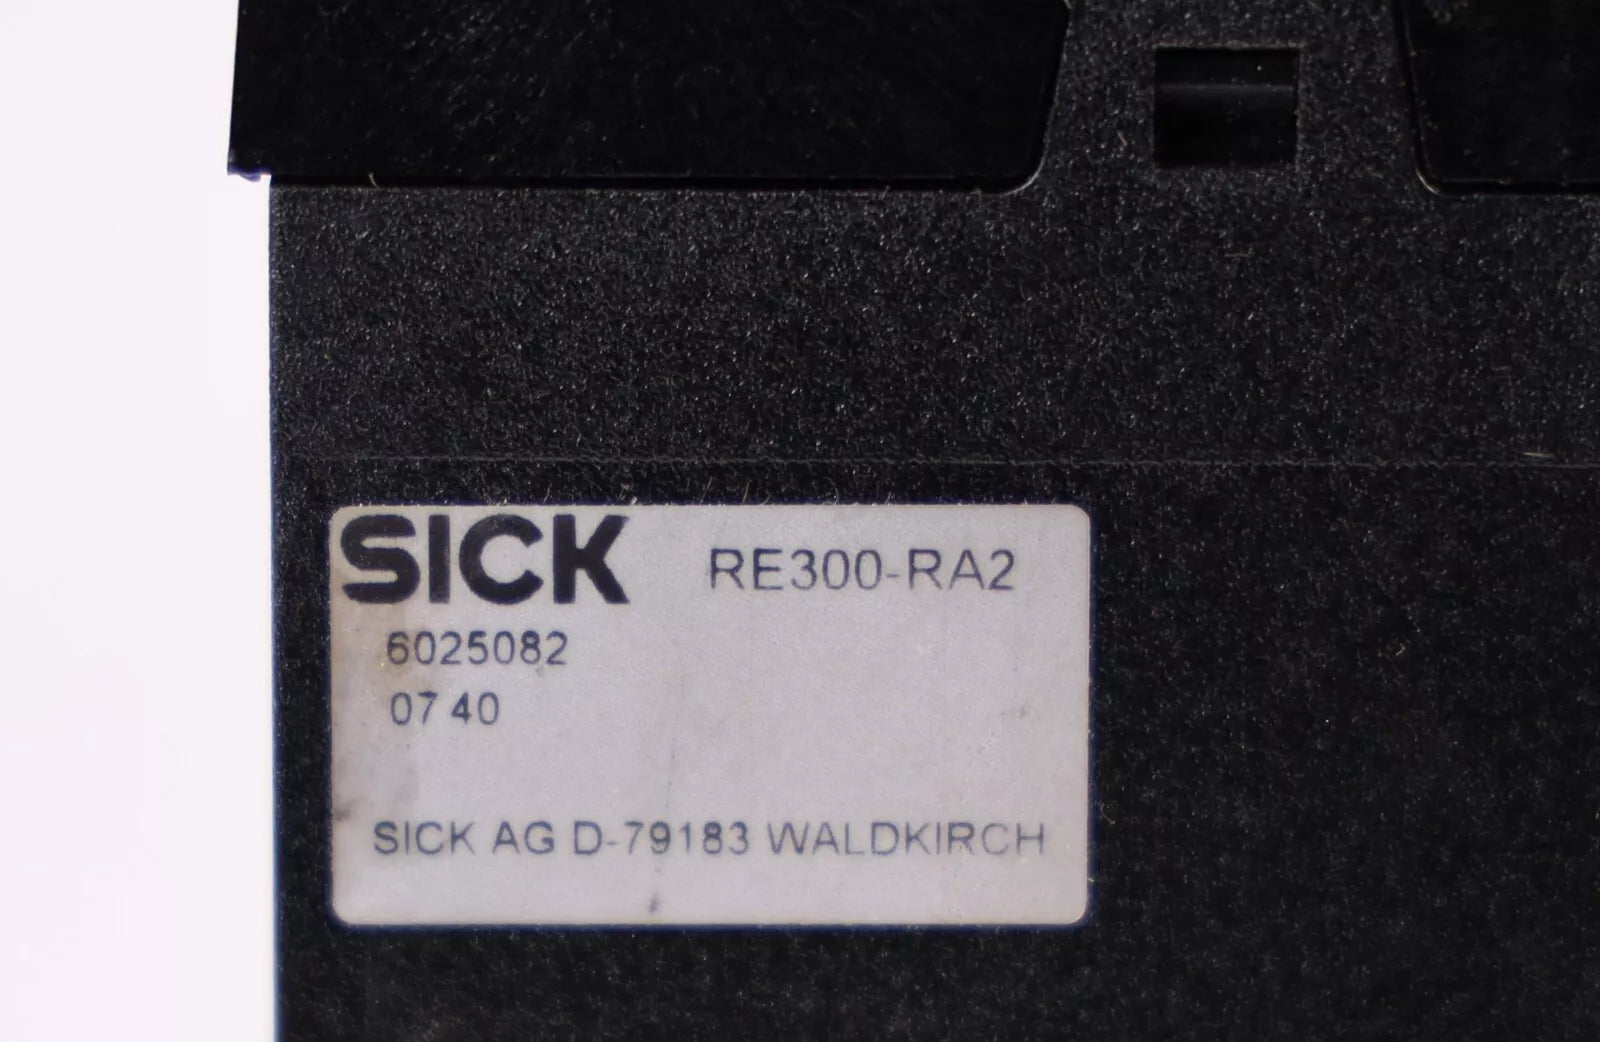 SICK RE300-RA2
6025082
07 40
SICK AG D-79183 WALDKIRCH